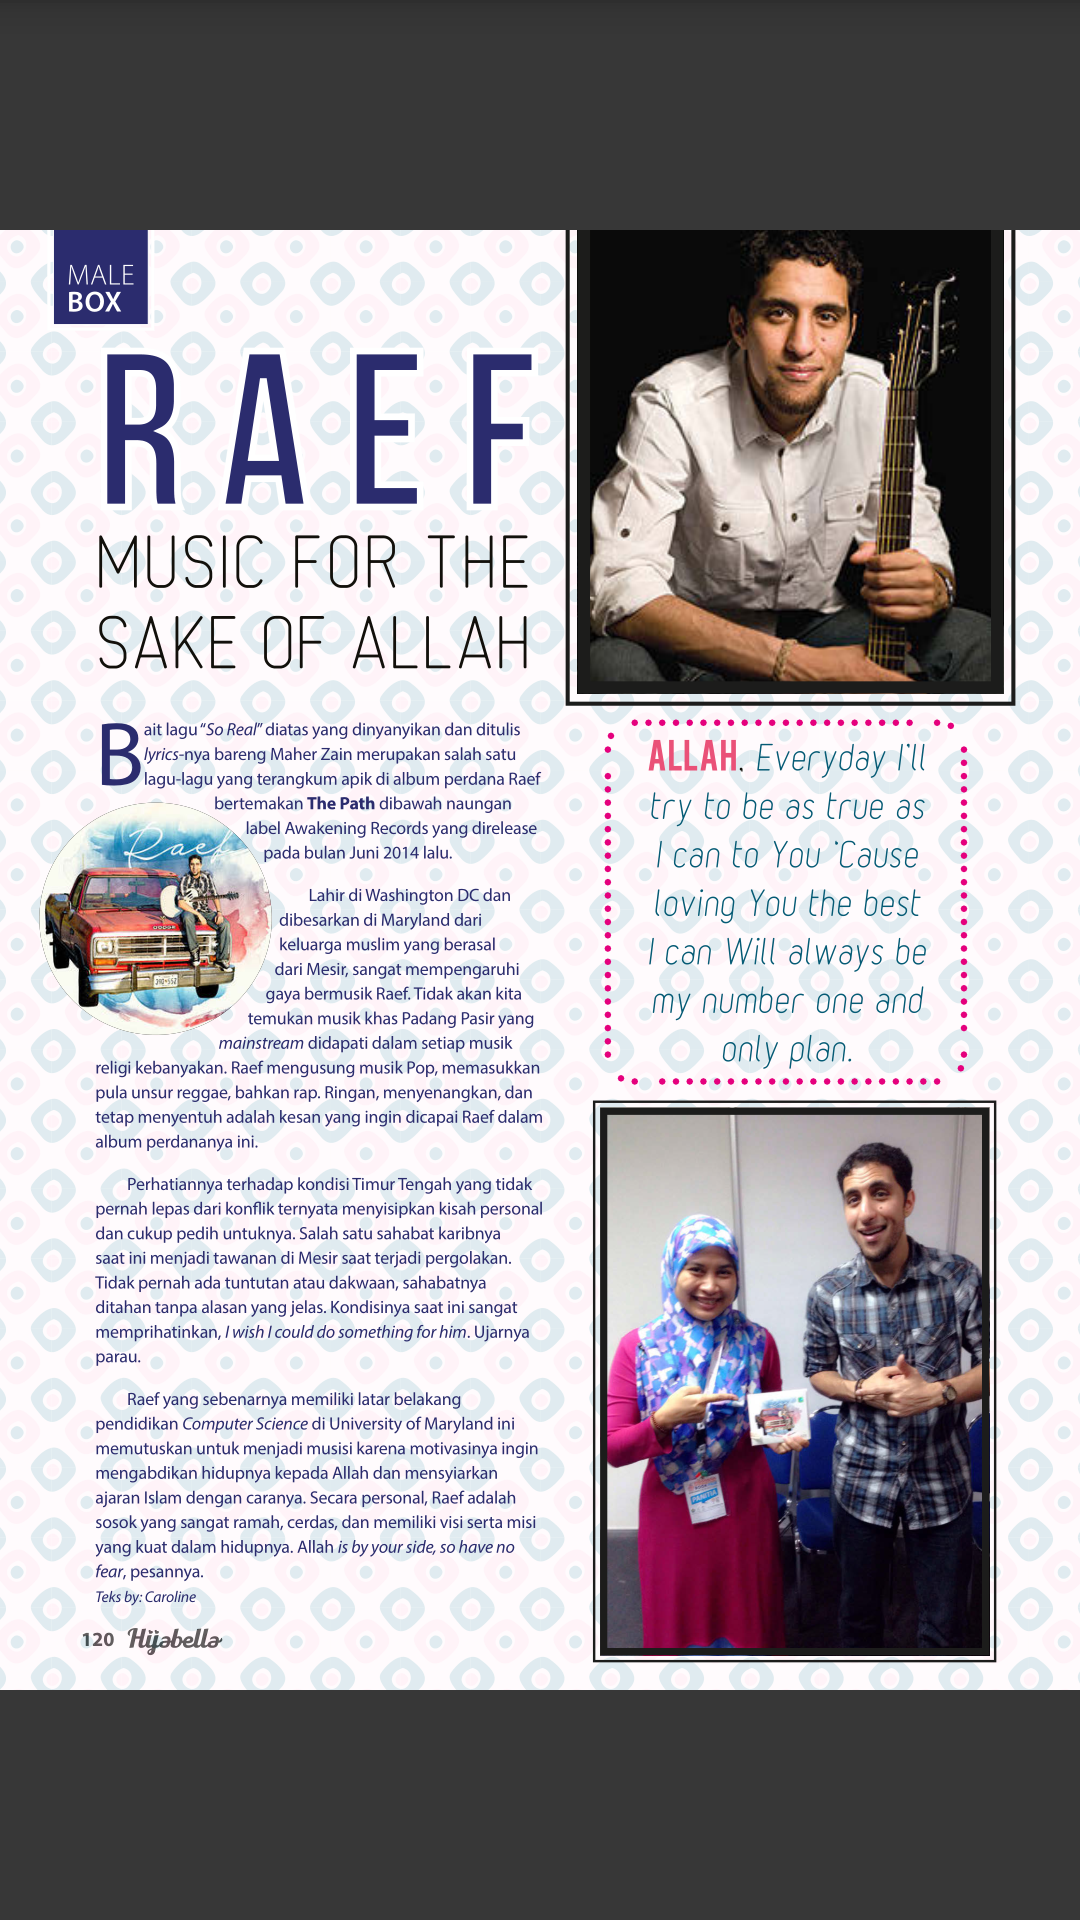 MALE
BOX
RAEF
MUSIC FOR THE
SAKE OF ALLAH
Bait lagu “So Real” diatas yang dinyanyikan dan ditulis
lyrics-nya bareng Maher Zain merupakan salah satu
lagu-lagu yang terangkum apik di album perdana Raef
bertemakan The Path dibawah naungan
label Awakening Records yang direlease
pada bulan Juni 2014 lalu.
Raef
DODGE
Lahir di Washington DC dan
dibesarkan di Maryland dari
keluarga muslim yang berasal
dari Mesir, sangat mempengaruhi
gaya bermusik Raef. Tidak akan kita
temukan musik khas Padang Pasir yang
mainstream didapati dalam setiap musik
religi kebanyakan. Raef mengusung musik Pop, memasukkan
pula unsur reggae, bahkan rap. Ringan, menyenangkan, dan
tetap menyentuh adalah kesan yang ingin dicapai Raef dalam
album perdananya ini.
Perhatiannya terhadap kondisi Timur Tengah yang tidak
pernah lepas dari konflik ternyata menyisipkan kisah personal
dan cukup pedih untuknya. Salah satu sahabat karibnya
saat ini menjadi tawanan di Mesir saat terjadi pergolakan.
Tidak pernah ada tuntutan atau dakwaan, sahabatnya
ditahan tanpa alasan yang jelas. Kondisinya saat ini sangat
memprihatinkan, I wish I could do something for him. Ujarnya
parau.
Raef yang sebenarnya memiliki latar belakang
pendidikan Computer Science di University of Maryland ini
memutuskan untuk menjadi musisi karena motivasinya ingin
mengabdikan hidupnya kepada Allah dan mensyiarkan
ajaran Islam dengan caranya. Secara personal, Raef adalah
sosok yang sangat ramah, cerdas, dan memiliki visi serta misi
yang kuat dalam hidupnya. Allah is by your side, so have no
fear, pesannya.
Teks by: Caroline
120 Hijabella
ALLAH, Everyday I'll
try to be as true as
I can to You 'Cause
loving You the best
I can Will always be
my number one and
only plan.
PANITIA